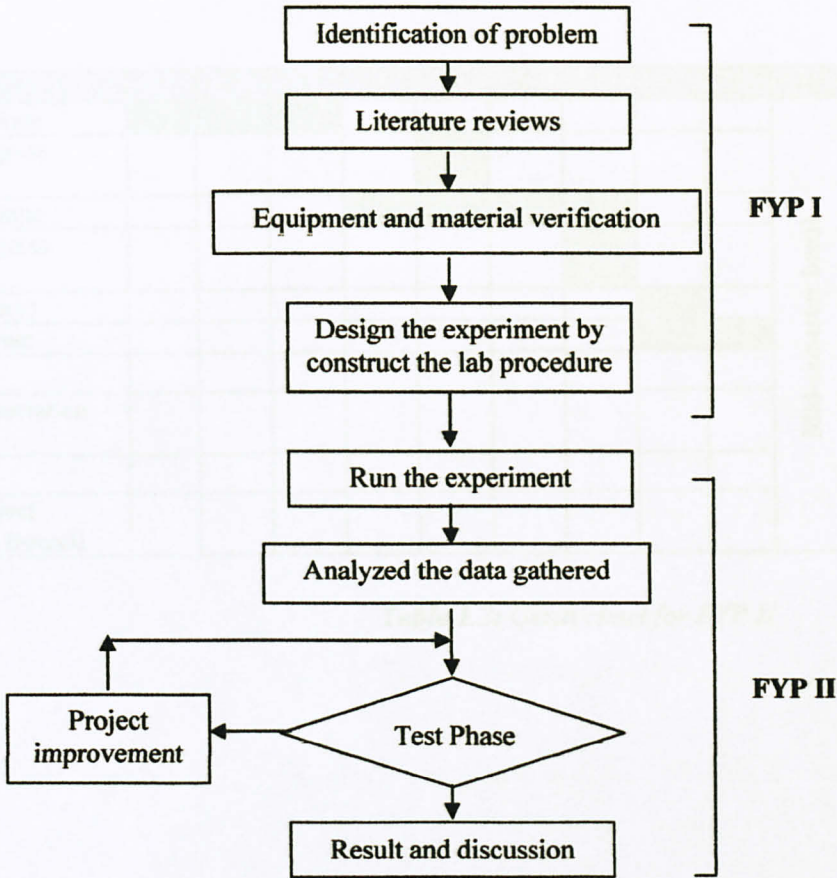 Identification of problem
Literature reviews
Equipment and material verification
FYP I
Design the experiment by
construct the lab procedure
Run the experiment
Analyzed the data gathered
Project
improvement
Test Phase
FYP II
Result and discussion